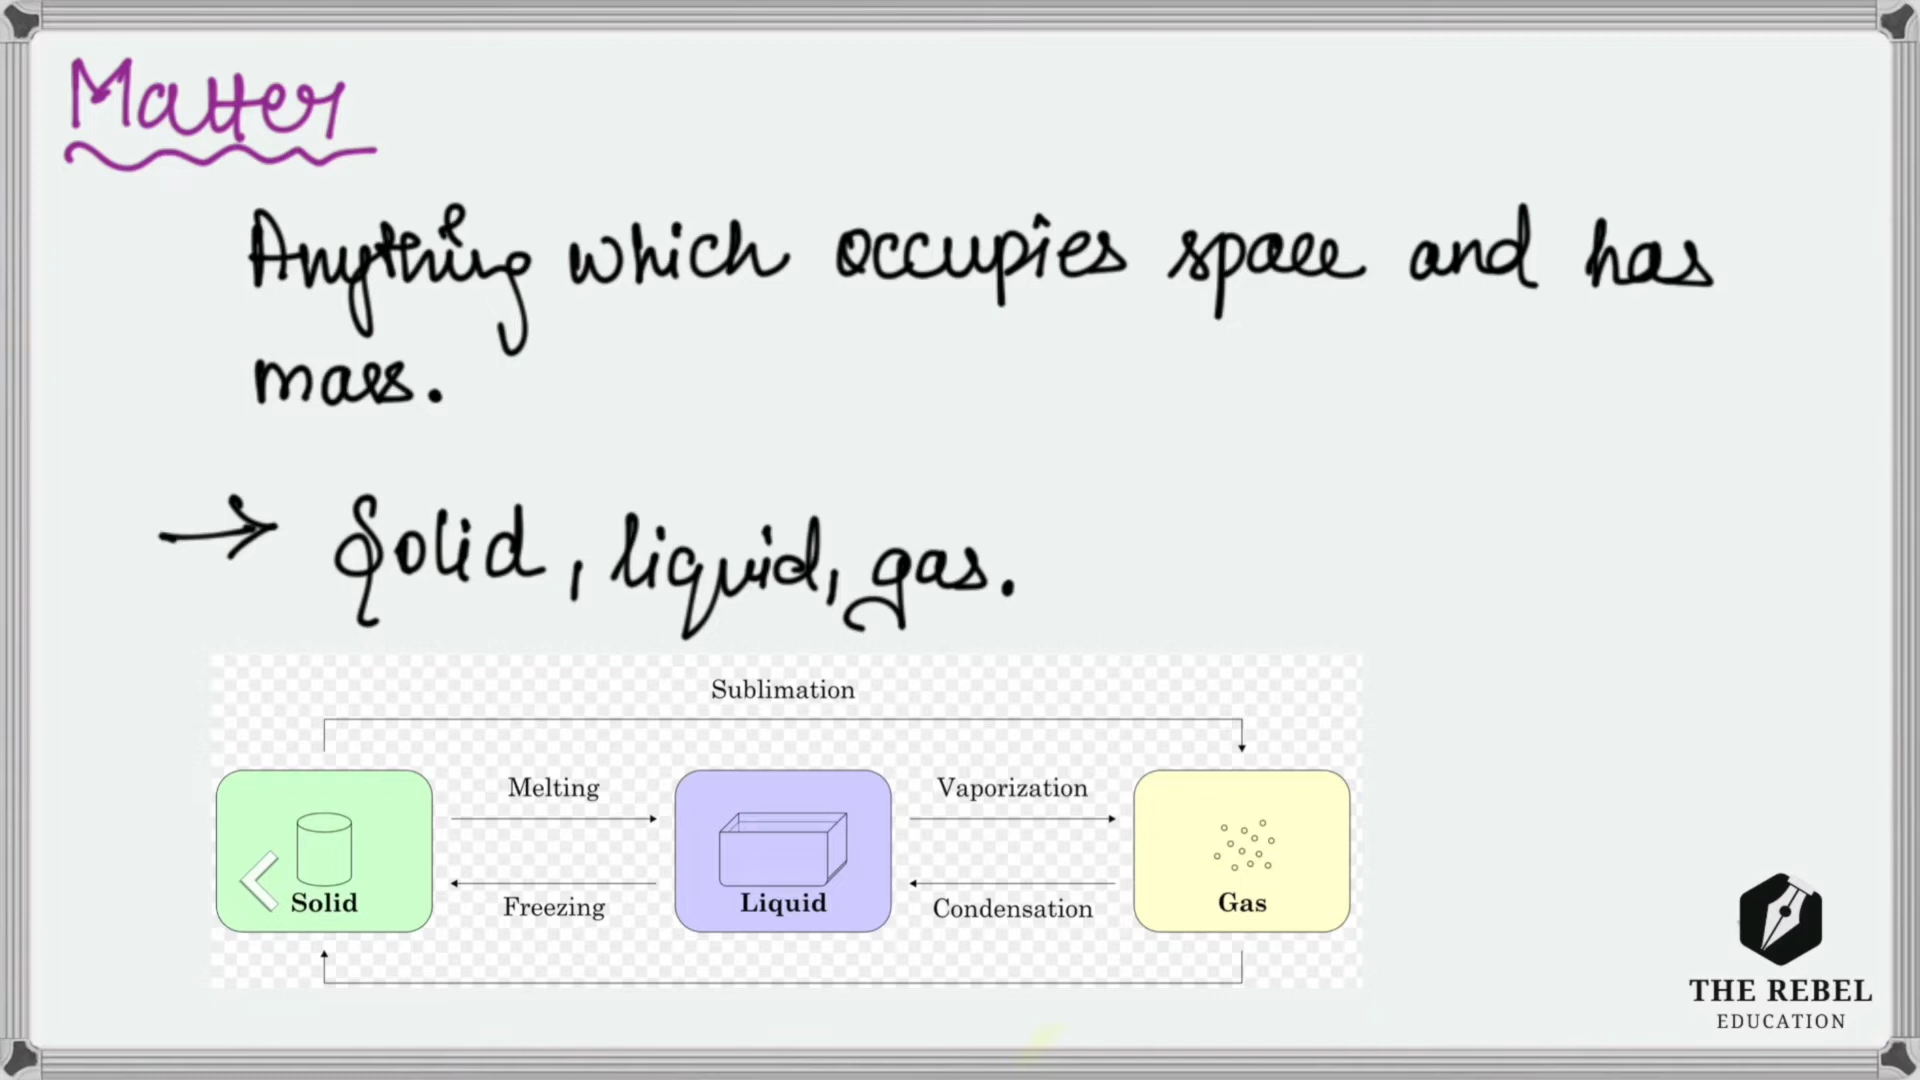 Matter
Anything which occupies space and has
mass.
→ Solid, liquid, gas.
Sublimation
Melting
Vaporization
Solid
Liquid
Gas
Freezing
Condensation
THE REBEL
EDUCATION